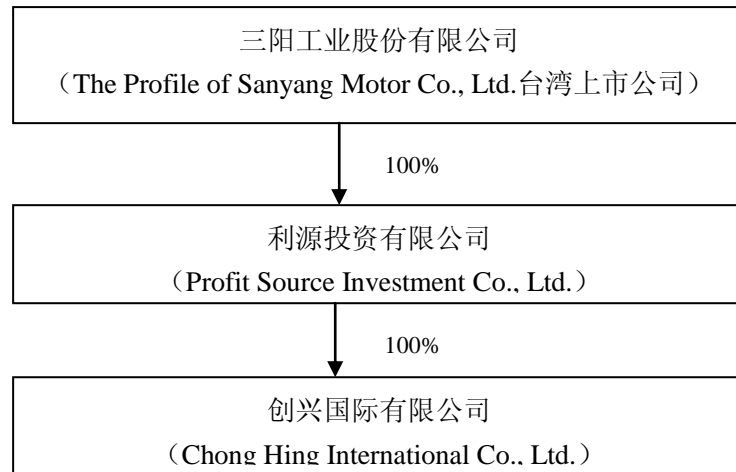 三阳工业股份有限公司
（The Profile of Sanyang Motor Co., Ltd.台湾上市公司）
100%
利源投资有限公司
（Profit Source Investment Co., Ltd.）
100%
创兴国际有限公司
（Chong Hing International Co., Ltd.）